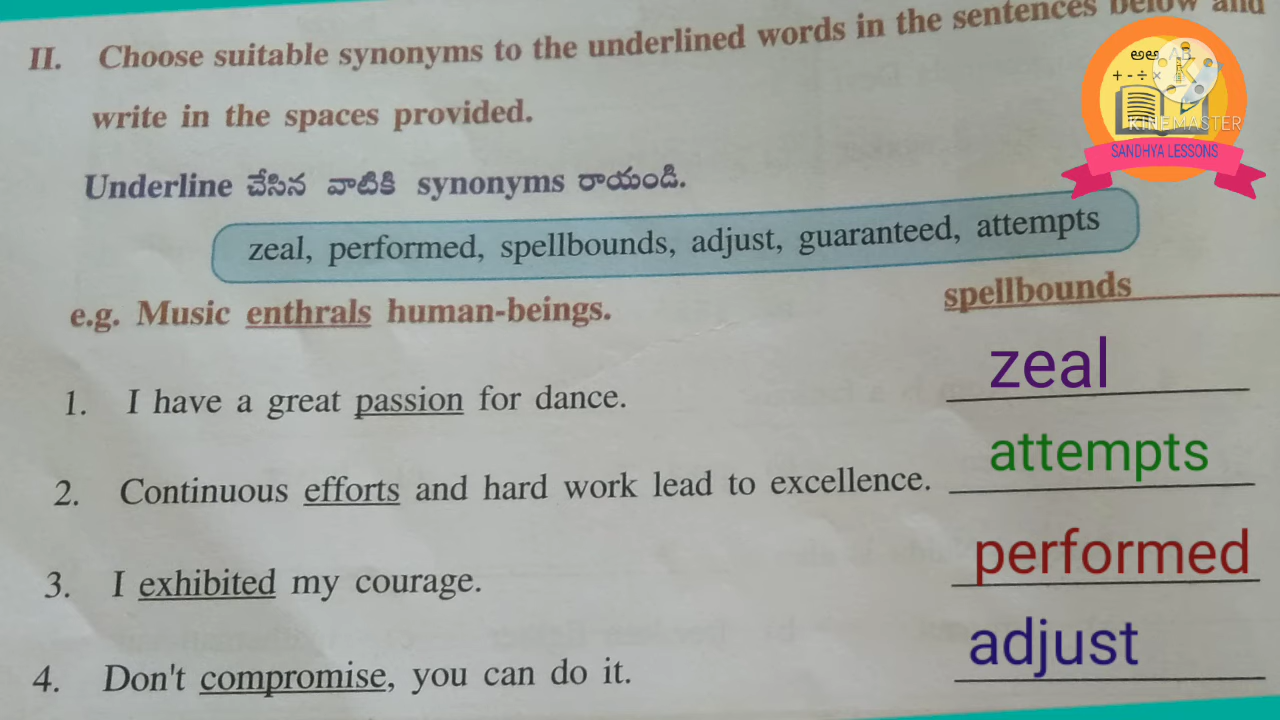 II. Choose suitable synonyms to the underlined words in the sentences below and
write in the spaces provided.
Underline చేసిన వాటికి synonyms రాయండి.
zeal, performed, spellbounds, adjust, guaranteed, attempts
e.g. Music enthrals human-beings. spellbounds
1. I have a great passion for dance. zeal
2. Continuous efforts and hard work lead to excellence. attempts
3. I exhibited my courage. performed
4. Don't compromise, you can do it. adjust
+ - ÷ ×
KINEMASTER
SANDHYA LESSONS